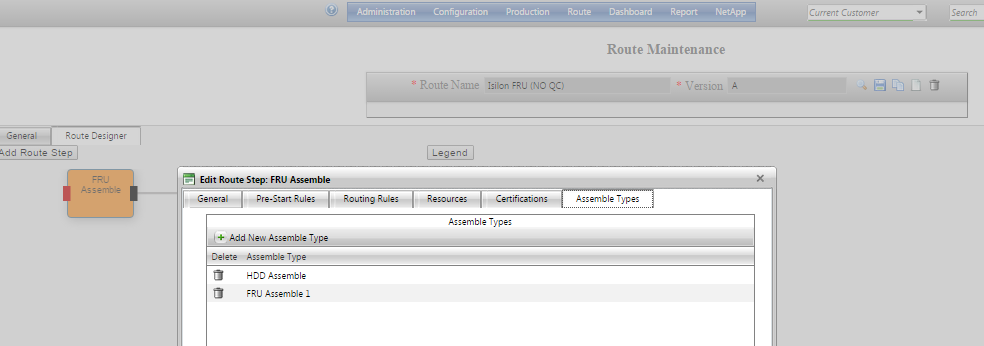 Administration Configuration Production Route Dashboard Report NetApp Current Customer Search
Route Maintenance
* Route Name Isilon FRU (NO QC) * Version A
General Route Designer
Add Route Step Legend
FRU
Assemble
Edit Route Step: FRU Assemble
General Pre-Start Rules Routing Rules Resources Certifications Assemble Types
Assemble Types
Add New Assemble Type
Delete Assemble Type
HDD Assemble
FRU Assemble 1